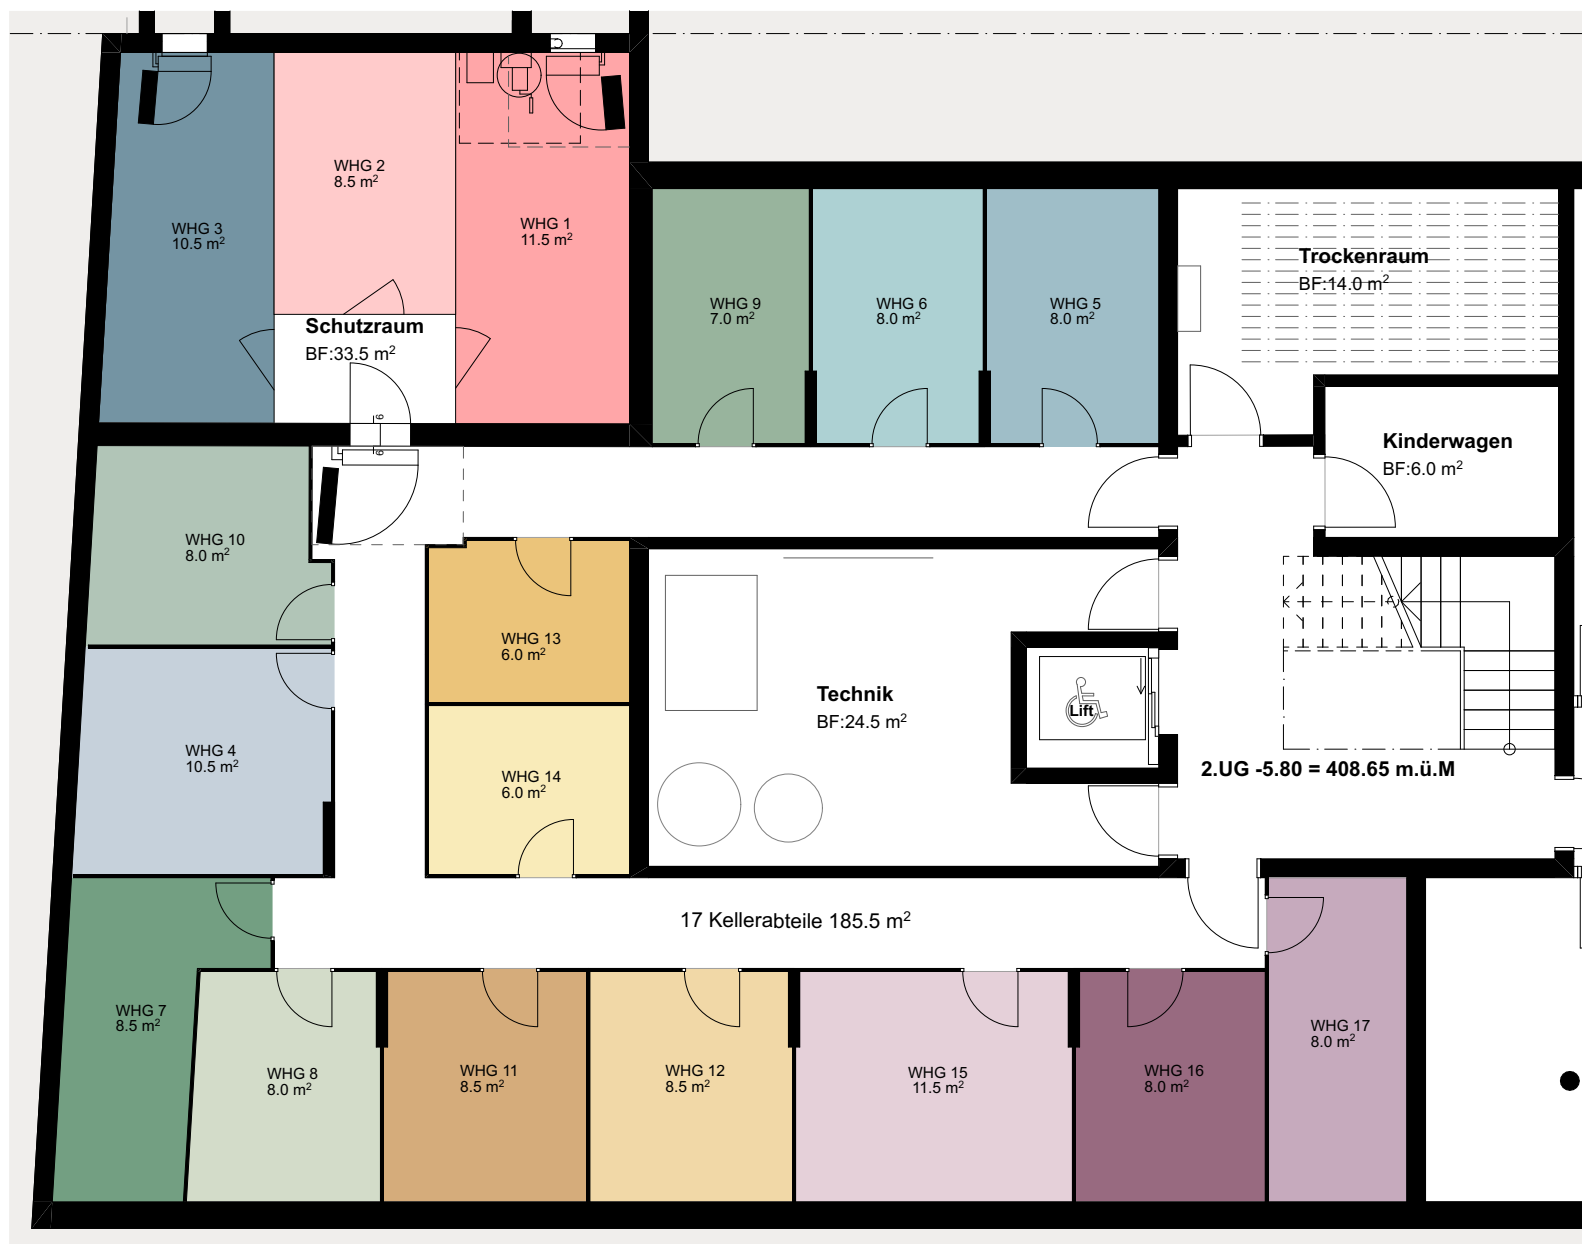 WHG 2
8.5 m²
WHG 3
10.5 m²
WHG 1
11.5 m²
Schutzraum
BF:33.5 m²
WHG 9
7.0 m²
WHG 6
8.0 m²
WHG 5
8.0 m²
Trockenraum
BF:14.0 m²
Kinderwagen
BF:6.0 m²
WHG 10
8.0 m²
WHG 13
6.0 m²
WHG 4
10.5 m²
WHG 14
6.0 m²
Technik
BF:24.5 m²
Lift
2.UG -5.80 = 408.65 m.ü.M
17 Kellerabteile 185.5 m²
WHG 7
8.5 m²
WHG 8
8.0 m²
WHG 11
8.5 m²
WHG 12
8.5 m²
WHG 15
11.5 m²
WHG 16
8.0 m²
WHG 17
8.0 m²